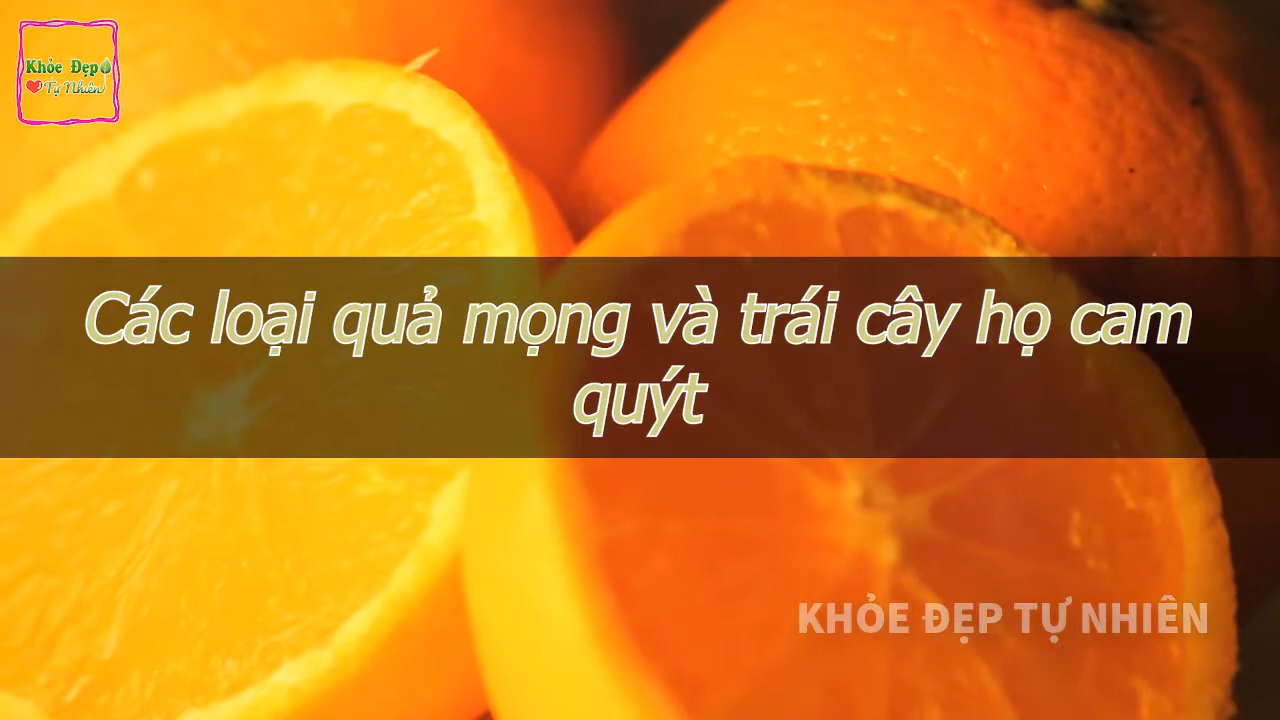 Khỏe Đẹp
Tự Nhiên
Các loại quả mọng và trái cây họ cam
quýt
KHỎE ĐẸP TỰ NHIÊN